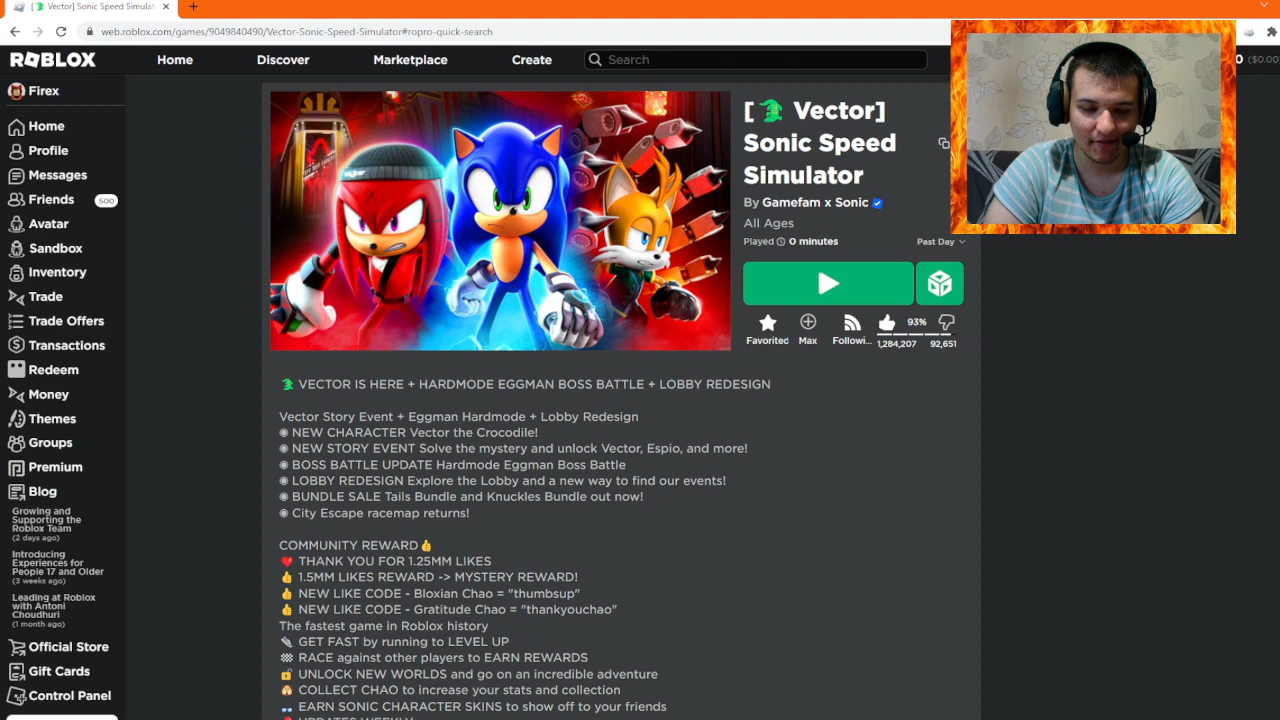 [ Vector] Sonic Speed Simulat
web.roblox.com/games/9049840490/Vector-Sonic-Speed-Simulator#ropro-quick-search
ROBLOX
Home
Discover
Marketplace
Create
Search
0 ($0.00
Firex
Home
Profile
Messages
Friends
500
Avatar
Sandbox
Inventory
Trade
Trade Offers
Transactions
Redeem
Money
Themes
Groups
Premium
Blog
Growing and
Supporting the
Roblox Team
(2 days ago)
Introducing
Experiences for
People 17 and Older
(3 weeks ago)
Leading at Roblox
with Antoni
Choudhuri
(1 month ago)
Official Store
Gift Cards
Control Panel
[ Vector]
Sonic Speed
Simulator
By Gamefam x Sonic
All Ages
Played 0 minutes
Past Day
Favorited
Max
Followi...
93%
1,284,207
92,651
VECTOR IS HERE + HARDMODE EGGMAN BOSS BATTLE + LOBBY REDESIGN
Vector Story Event + Eggman Hardmode + Lobby Redesign
◉ NEW CHARACTER Vector the Crocodile!
◉ NEW STORY EVENT Solve the mystery and unlock Vector, Espio, and more!
◉ BOSS BATTLE UPDATE Hardmode Eggman Boss Battle
◉ LOBBY REDESIGN Explore the Lobby and a new way to find our events!
◉ BUNDLE SALE Tails Bundle and Knuckles Bundle out now!
◉ City Escape racemap returns!
COMMUNITY REWARD👍
❤️ THANK YOU FOR 1.25MM LIKES
👍 1.5MM LIKES REWARD -> MYSTERY REWARD!
👍 NEW LIKE CODE - Bloxian Chao = "thumbsup"
👍 NEW LIKE CODE - Gratitude Chao = "thankyouchao"
The fastest game in Roblox history
GET FAST by running to LEVEL UP
🏁 RACE against other players to EARN REWARDS
🔓 UNLOCK NEW WORLDS and go on an incredible adventure
COLLECT CHAO to increase your stats and collection
EARN SONIC CHARACTER SKINS to show off to your friends
UPDATES WEEKLY